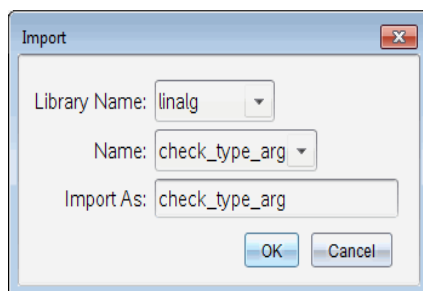 Import
Library Name: linalg
Name: check_type_arg
Import As: check_type_arg
OK Cancel